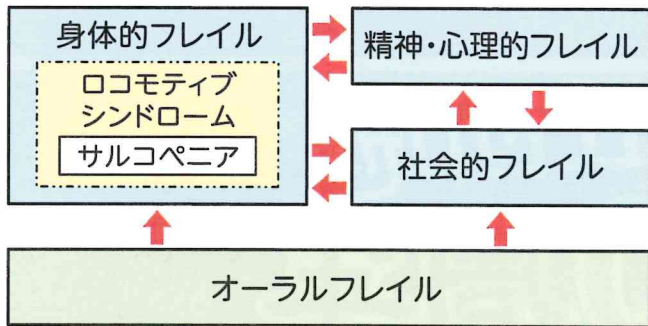 身体的フレイル
ロコモティブ
シンドローム
サルコペニア
精神・心理的フレイル
社会的フレイル
オーラルフレイル